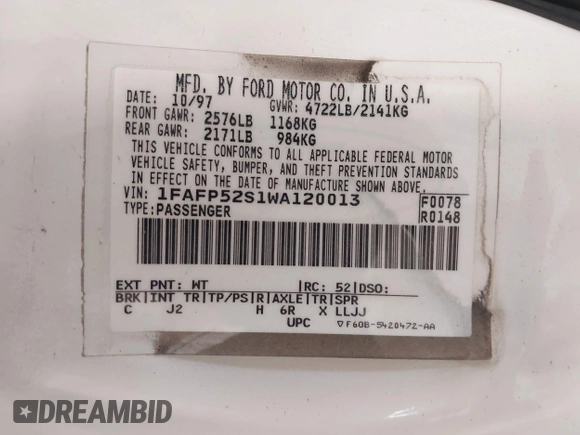 MFD. BY FORD MOTOR CO. IN U.S.A.
DATE: 10/97 GVWR: 4722LB/2141KG
FRONT GAWR: 2576LB 1168KG
REAR GAWR: 2171LB 984KG
THIS VEHICLE CONFORMS TO ALL APPLICABLE FEDERAL MOTOR
VEHICLE SAFETY, BUMPER, AND THEFT PREVENTION STANDARDS
IN EFFECT ON THE DATE OF MANUFACTURE SHOWN ABOVE.
VIN: 1FAFP52S1WA120013 F0078
TYPE: PASSENGER R0148
EXT PNT: WT |RC: 52|DSO:
BRK|INT TR|TP/PS|R|AXLE|TR|SPR
C J2 H 6R X LLJJ
UPC ▽F60B-5420472-AA
DREAMBID